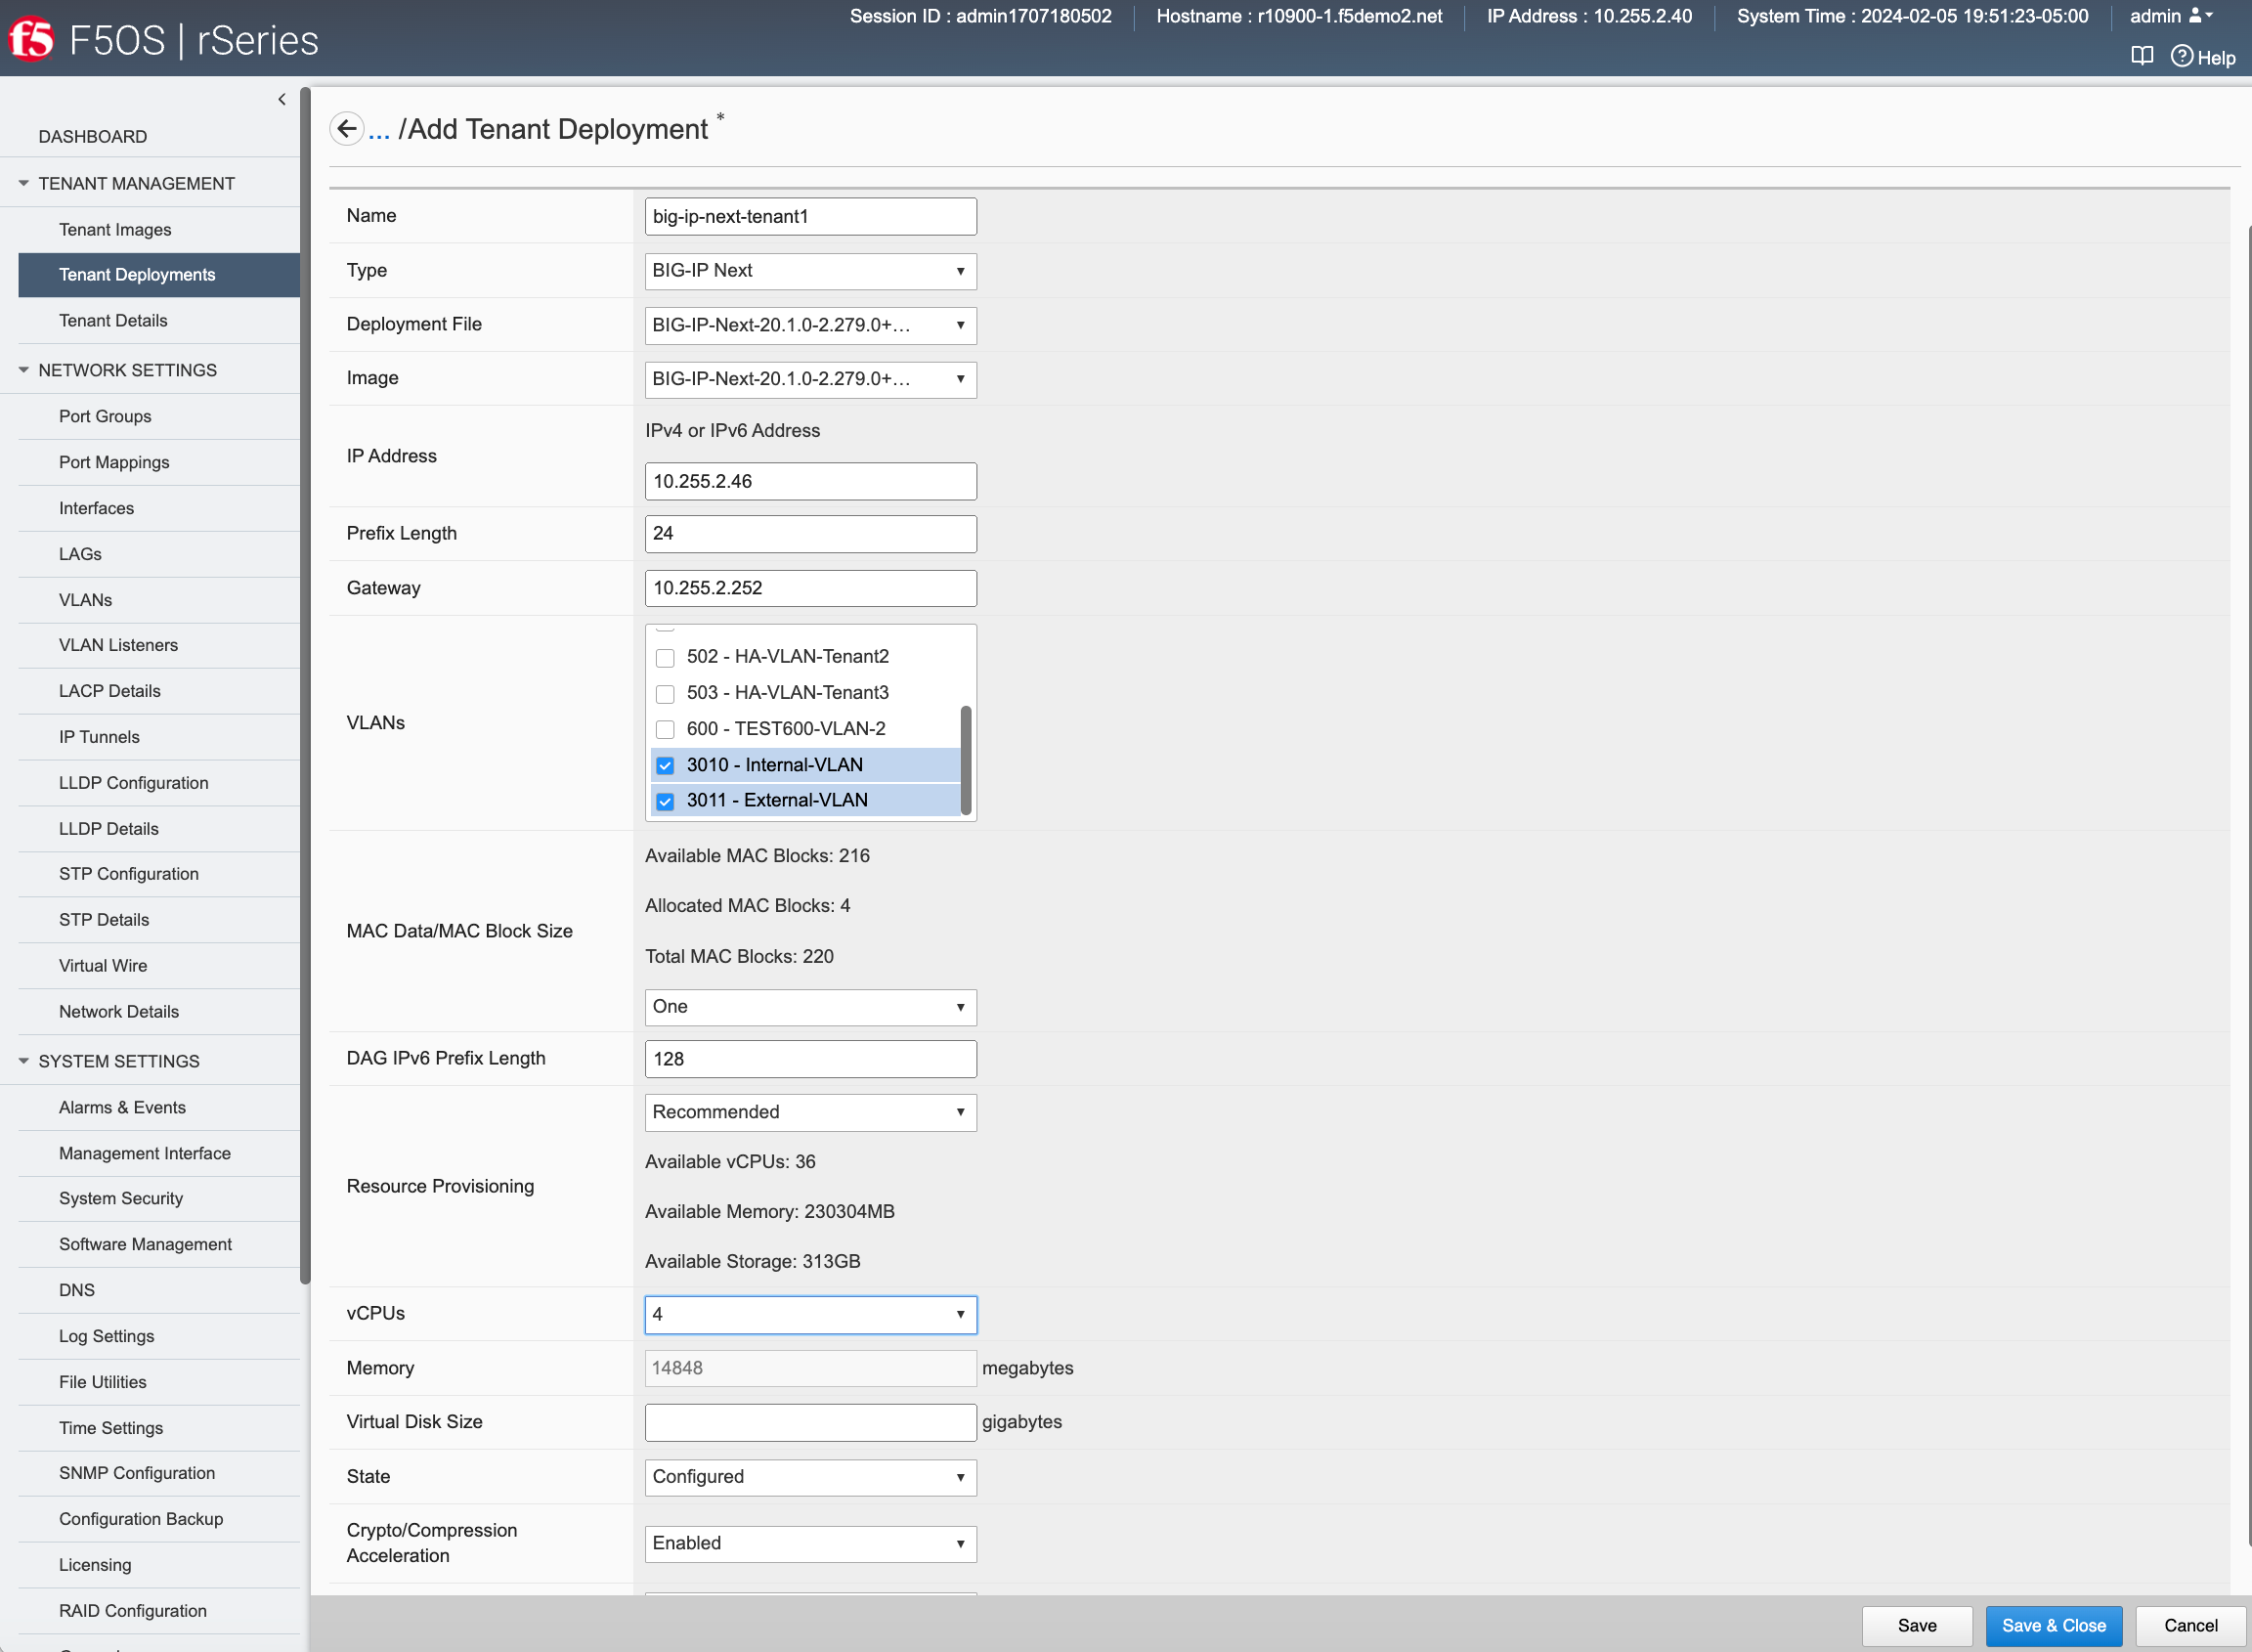 Session ID : admin1707180502
Hostname : r10900-1.f5demo2.net
IP Address : 10.255.2.40
System Time : 2024-02-05 19:51:23-05:00
admin
f5 F5OS | rSeries
Help
DASHBOARD
TENANT MANAGEMENT
Tenant Images
Tenant Deployments
Tenant Details
NETWORK SETTINGS
Port Groups
Port Mappings
Interfaces
LAGs
VLANs
VLAN Listeners
LACP Details
IP Tunnels
LLDP Configuration
LLDP Details
STP Configuration
STP Details
Virtual Wire
Network Details
SYSTEM SETTINGS
Alarms & Events
Management Interface
System Security
Software Management
DNS
Log Settings
File Utilities
Time Settings
SNMP Configuration
Configuration Backup
Licensing
RAID Configuration
... /Add Tenant Deployment *
Name
big-ip-next-tenant1
Type
BIG-IP Next
Deployment File
BIG-IP-Next-20.1.0-2.279.0+...
Image
BIG-IP-Next-20.1.0-2.279.0+...
IP Address
IPv4 or IPv6 Address
10.255.2.46
Prefix Length
24
Gateway
10.255.2.252
VLANs
502 - HA-VLAN-Tenant2
503 - HA-VLAN-Tenant3
600 - TEST600-VLAN-2
3010 - Internal-VLAN
3011 - External-VLAN
MAC Data/MAC Block Size
Available MAC Blocks: 216
Allocated MAC Blocks: 4
Total MAC Blocks: 220
One
DAG IPv6 Prefix Length
128
Resource Provisioning
Recommended
Available vCPUs: 36
Available Memory: 230304MB
Available Storage: 313GB
vCPUs
4
Memory
14848 megabytes
Virtual Disk Size
gigabytes
State
Configured
Crypto/Compression
Acceleration
Enabled
Save
Save & Close
Cancel